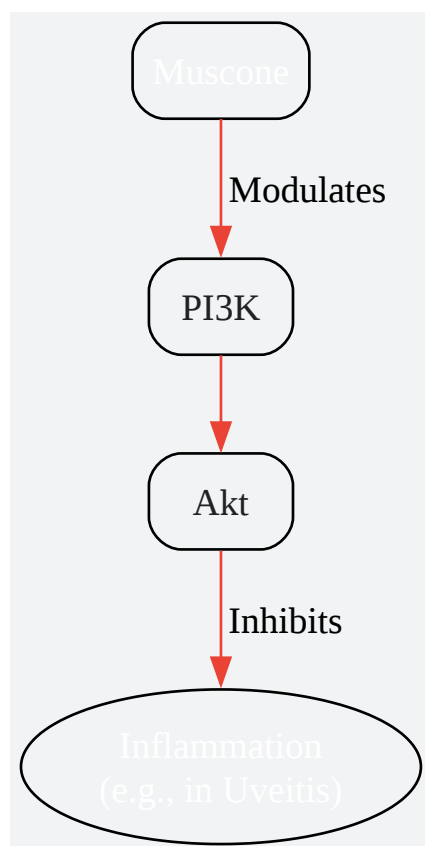 Muscone
Modulates
PI3K
Akt
Inhibits
Inflammation
(e.g., in Uveitis)